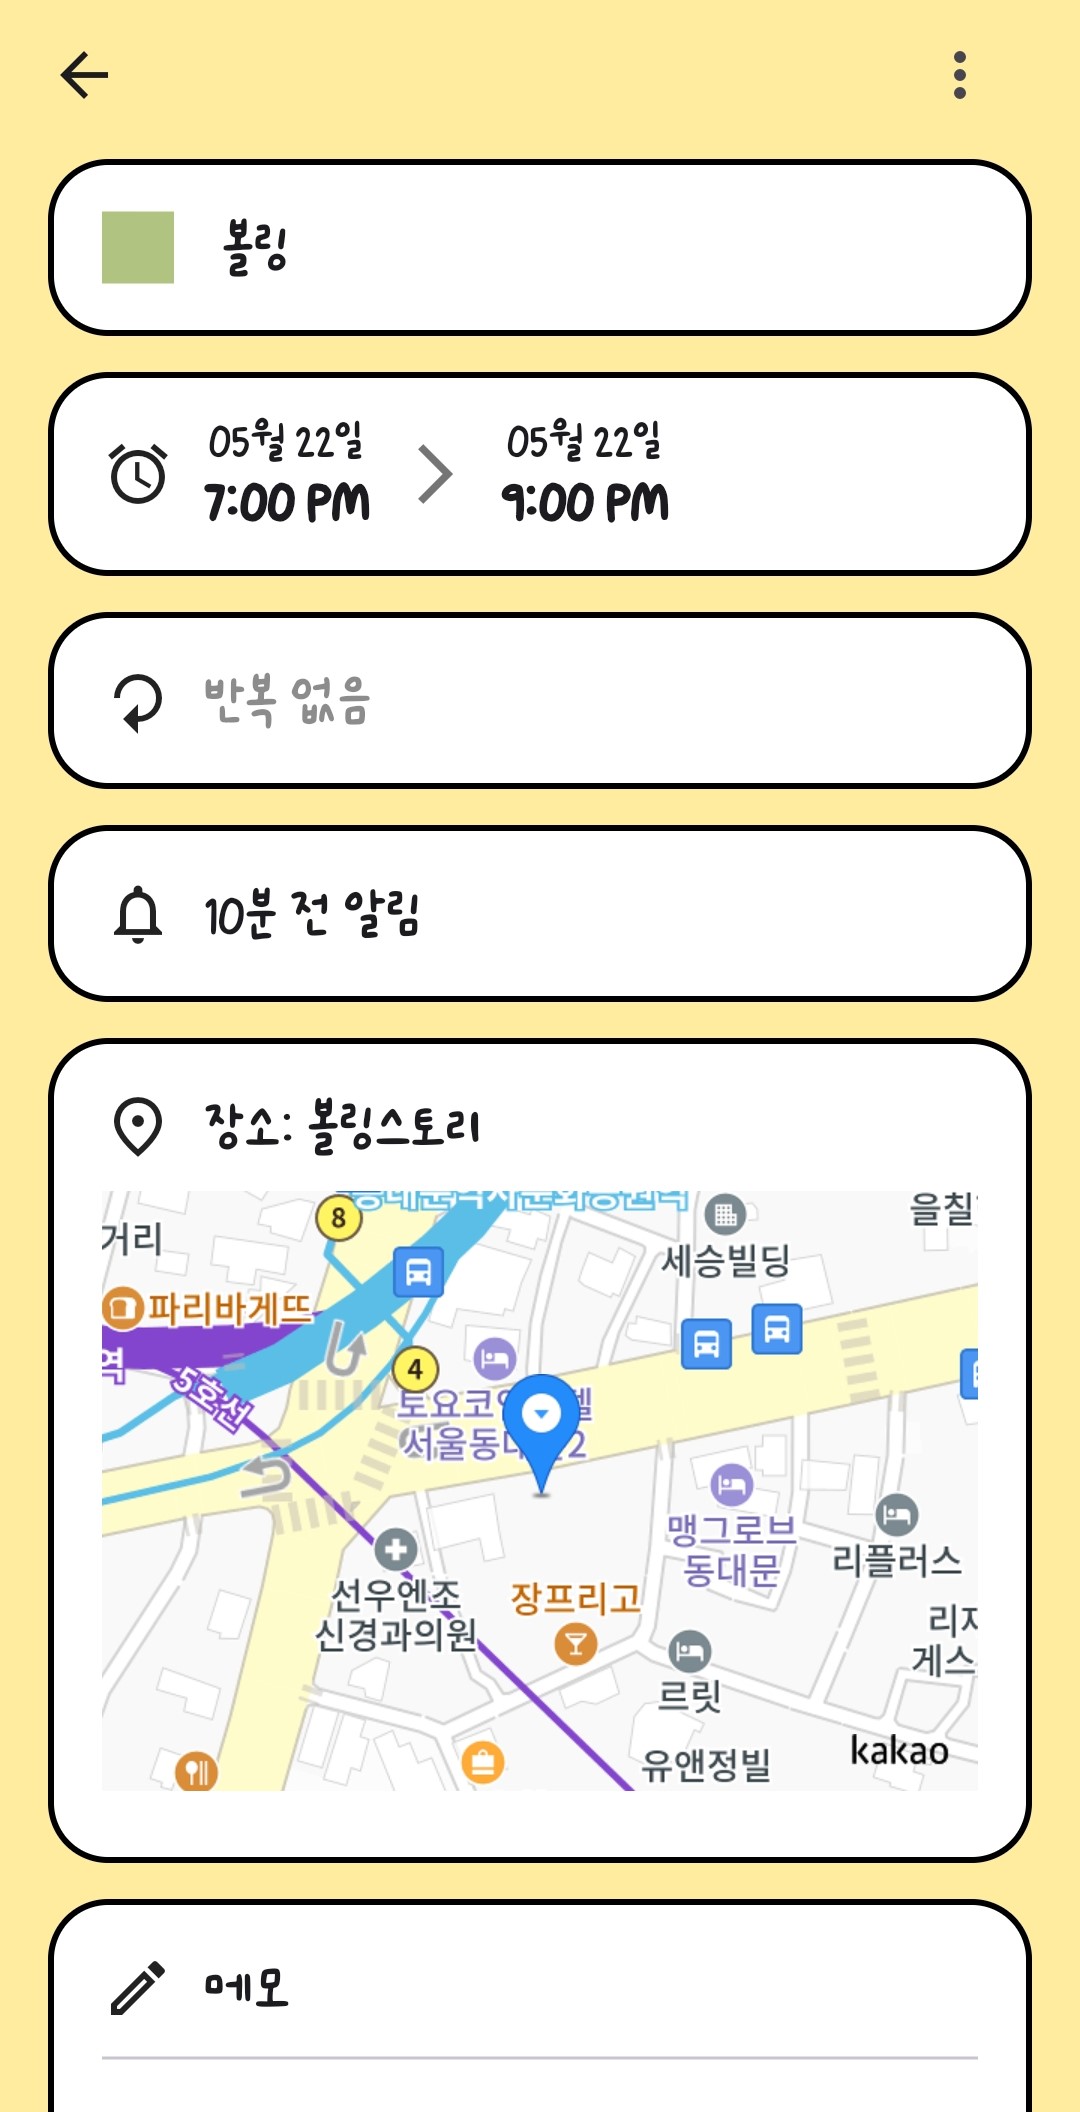 볼링
05월 22일
05월 22일
7:00 PM
9:00 PM
반복 없음
10분 전 알림
장소: 볼링스토리
8
을칠
거리
세승빌딩
파리바게뜨
역
5호선
4
토요코
텔
서울동대
2
맹그로브
동대문
리플러스
선우엔조
신경과의원
장프리고
게스
르릿
유앤정빌
kakao
메모